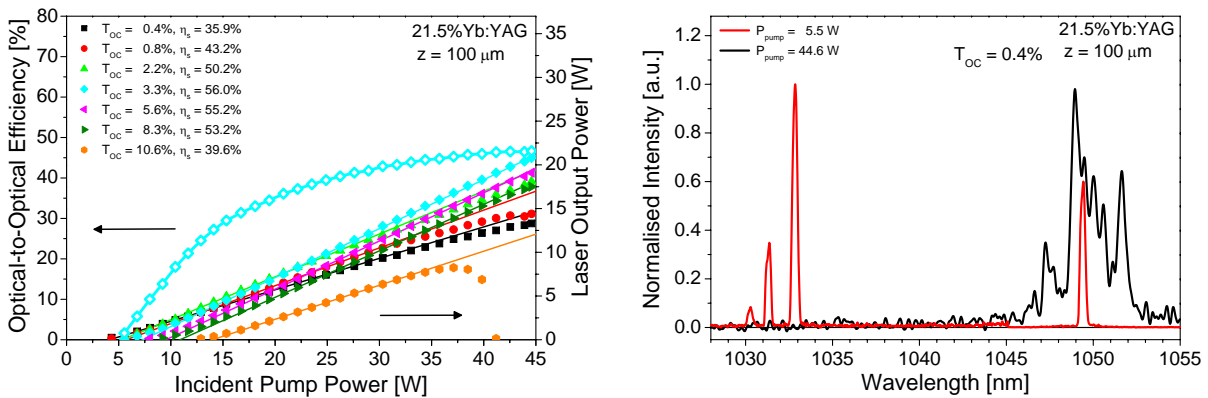 80
70
60
50
40
30
20
10
0
Optical-to-Optical Efficiency [%]
T_OC = 0.4%, η_s = 35.9%
T_OC = 0.8%, η_s = 43.2%
T_OC = 2.2%, η_s = 50.2%
T_OC = 3.3%, η_s = 56.0%
T_OC = 5.6%, η_s = 55.2%
T_OC = 8.3%, η_s = 53.2%
T_OC = 10.6%, η_s = 39.6%
21.5%Yb:YAG
z = 100 μm
35
30
25
20
15
10
5
0
Laser Output Power [W]
0 5 10 15 20 25 30 35 40 45
Incident Pump Power [W]
1.2
1.0
0.8
0.6
0.4
0.2
0.0
Normalised Intensity [a.u.]
P_pump = 5.5 W
P_pump = 44.6 W
T_OC = 0.4%
21.5%Yb:YAG
z = 100 μm
1030 1035 1040 1045 1050 1055
Wavelength [nm]